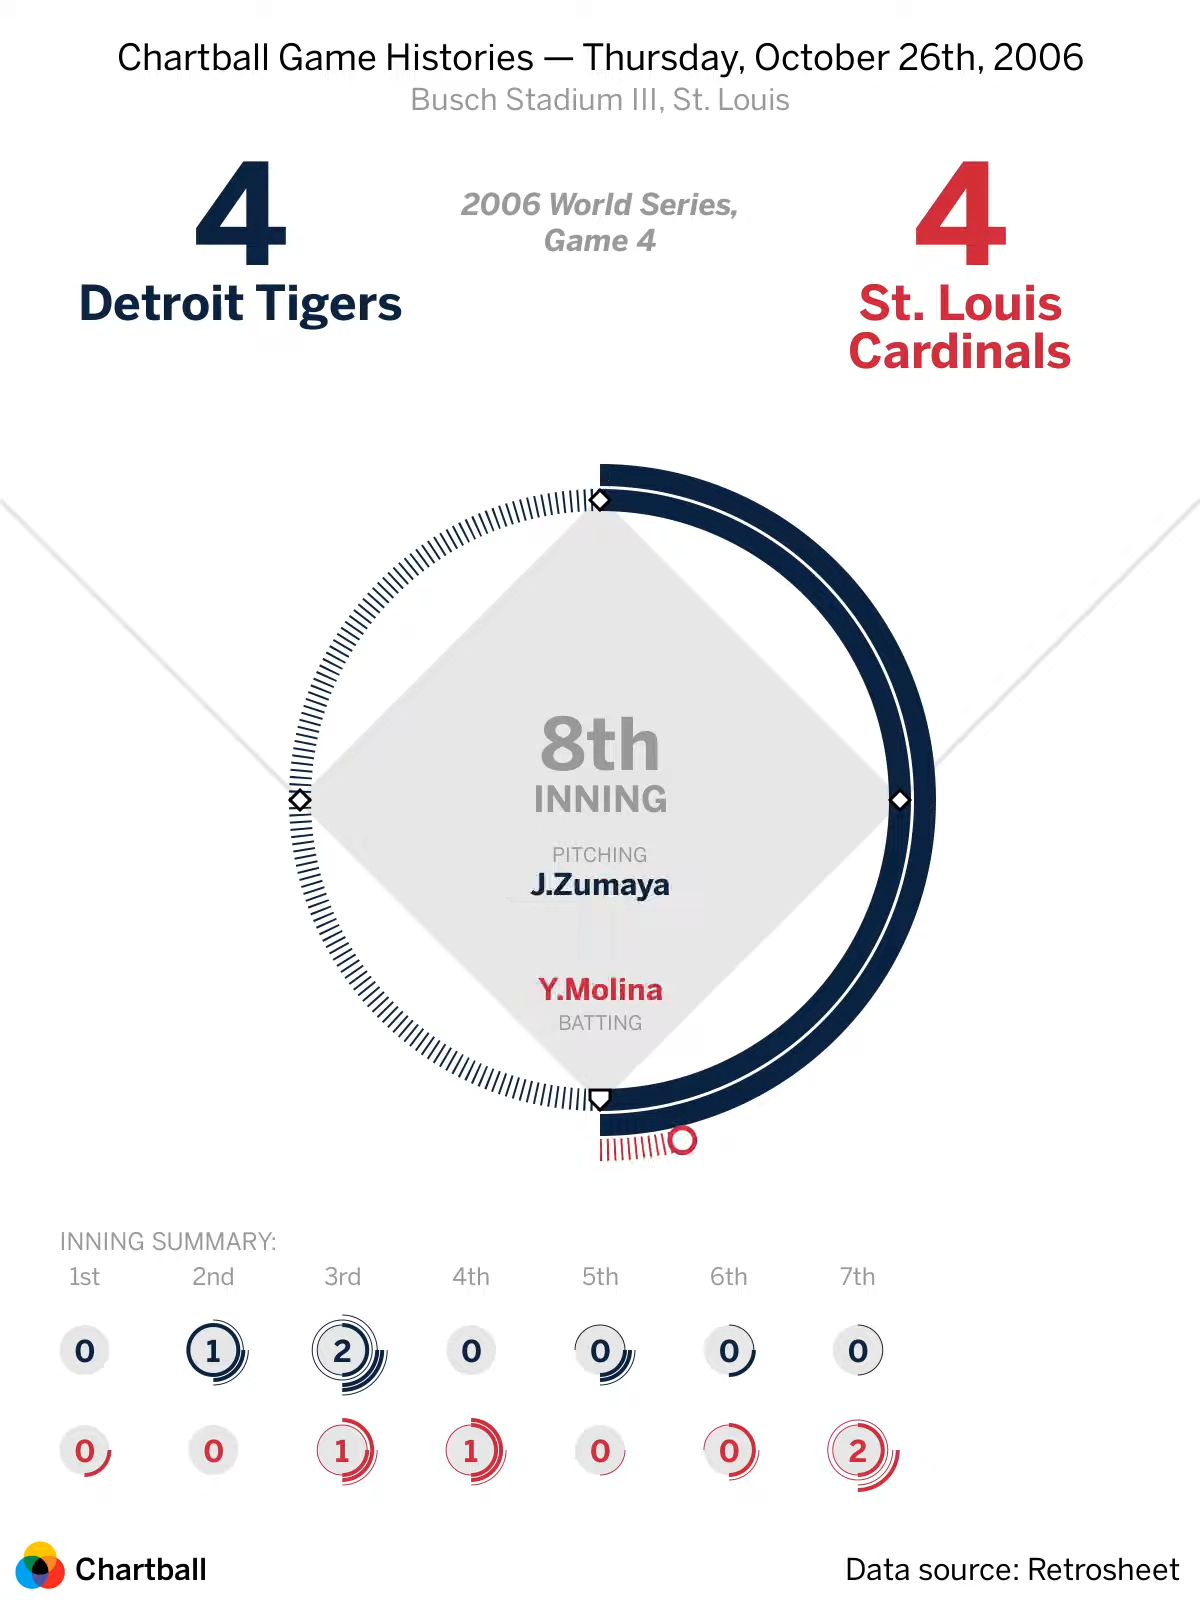 Chartball Game Histories — Thursday, October 26th, 2006
Busch Stadium III, St. Louis
4
Detroit Tigers
2006 World Series,
Game 4
4
St. Louis
Cardinals
8th
INNING
PITCHING
J.Zumaya
Y.Molina
BATTING
INNING SUMMARY:
1st 2nd 3rd 4th 5th 6th 7th
0 1 2 0 0 0 0
0 0 1 1 0 0 2
Chartball
Data source: Retrosheet